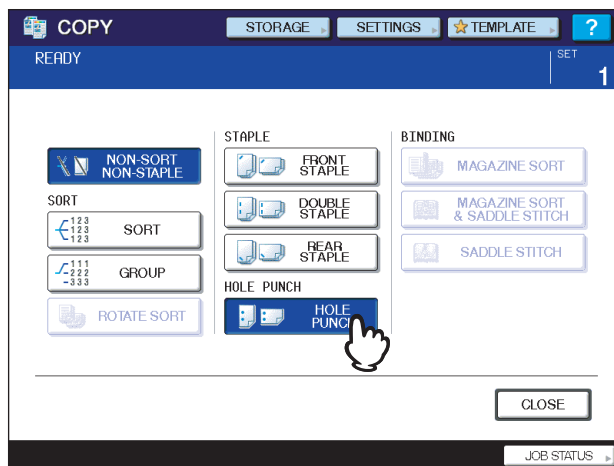 COPY
STORAGE
SETTINGS
TEMPLATE
?
READY
SET
1
NON-SORT
NON-STAPLE
SORT
123
123
123
SORT
111
222
333
GROUP
ROTATE SORT
STAPLE
FRONT
STAPLE
DOUBLE
STAPLE
REAR
STAPLE
HOLE PUNCH
HOLE
PUNCH
BINDING
MAGAZINE SORT
MAGAZINE SORT
& SADDLE STITCH
SADDLE STITCH
CLOSE
JOB STATUS